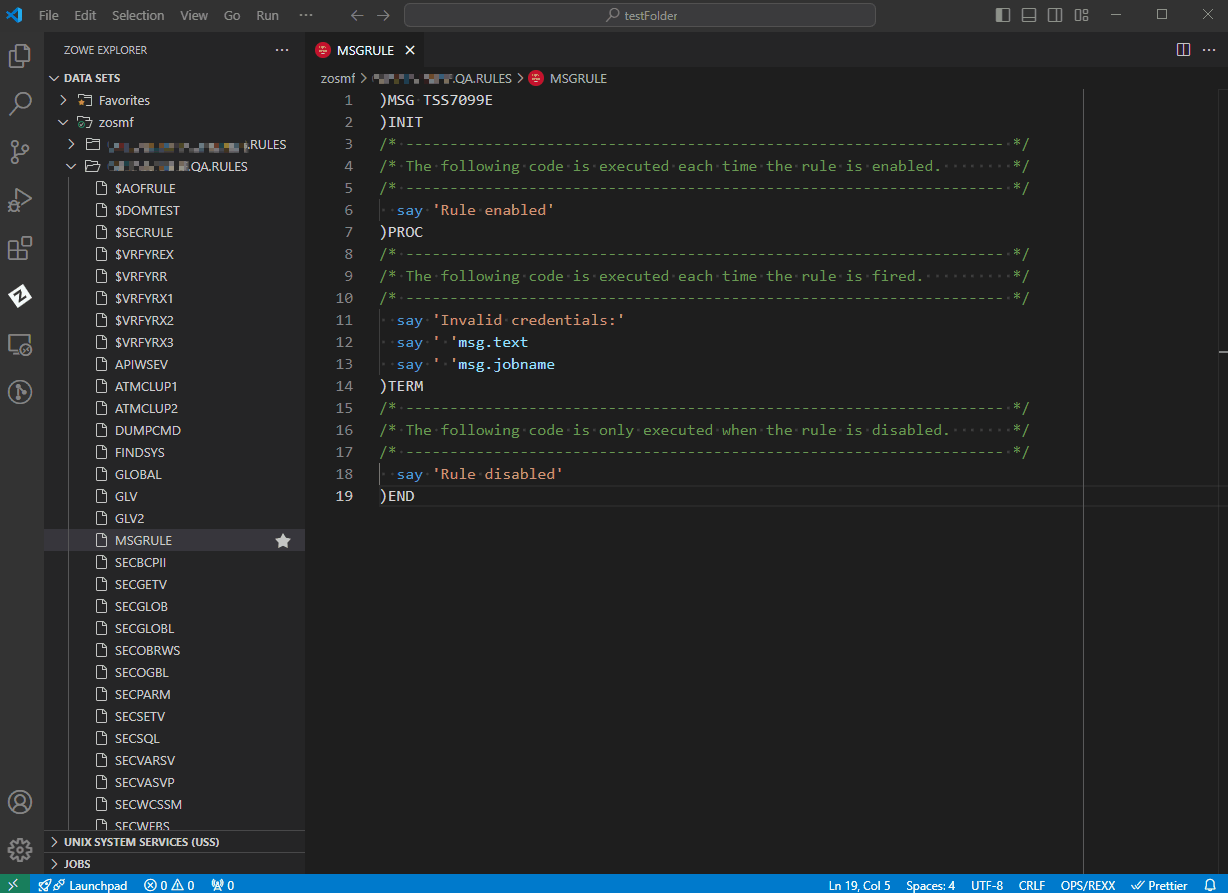 File Edit Selection View Go Run ··· testFolder
ZOWE EXPLORER ···
DATA SETS
Favorites
zosmf
.RULES
.QA.RULES
$AOFRULE
$DOMTEST
$SECRULE
$VRFYREX
$VRFYRR
$VRFYRX1
$VRFYRX2
$VRFYRX3
APIWSEV
ATMCLUP1
ATMCLUP2
DUMPCMD
FINDSYS
GLOBAL
GLV
GLV2
MSGRULE
SECBCPII
SECGETV
SECGLOB
SECGLOBL
SECOBRWS
SECOGBL
SECPARM
SECSETV
SECSQL
SECVARSV
SECVASVP
SECWCSSM
SECWEBS
UNIX SYSTEM SERVICES (USS)
JOBS
MSGRULE
zosmf > .QA.RULES > MSGRULE
1 )MSG TSS7099E
2 )INIT
3 /* -------------------------------------------------------------------- */
4 /* The following code is executed each time the rule is enabled. */
5 /* -------------------------------------------------------------------- */
6 say 'Rule enabled'
7 )PROC
8 /* -------------------------------------------------------------------- */
9 /* The following code is executed each time the rule is fired. */
10 /* -------------------------------------------------------------------- */
11 say 'Invalid credentials:'
12 say ' 'msg.text
13 say ' 'msg.jobname
14 )TERM
15 /* -------------------------------------------------------------------- */
16 /* The following code is only executed when the rule is disabled. */
17 /* -------------------------------------------------------------------- */
18 say 'Rule disabled'
19 )END
Launchpad 0 0 0 Ln 19, Col 5 Spaces: 4 UTF-8 CRLF OPS/REXX Prettier